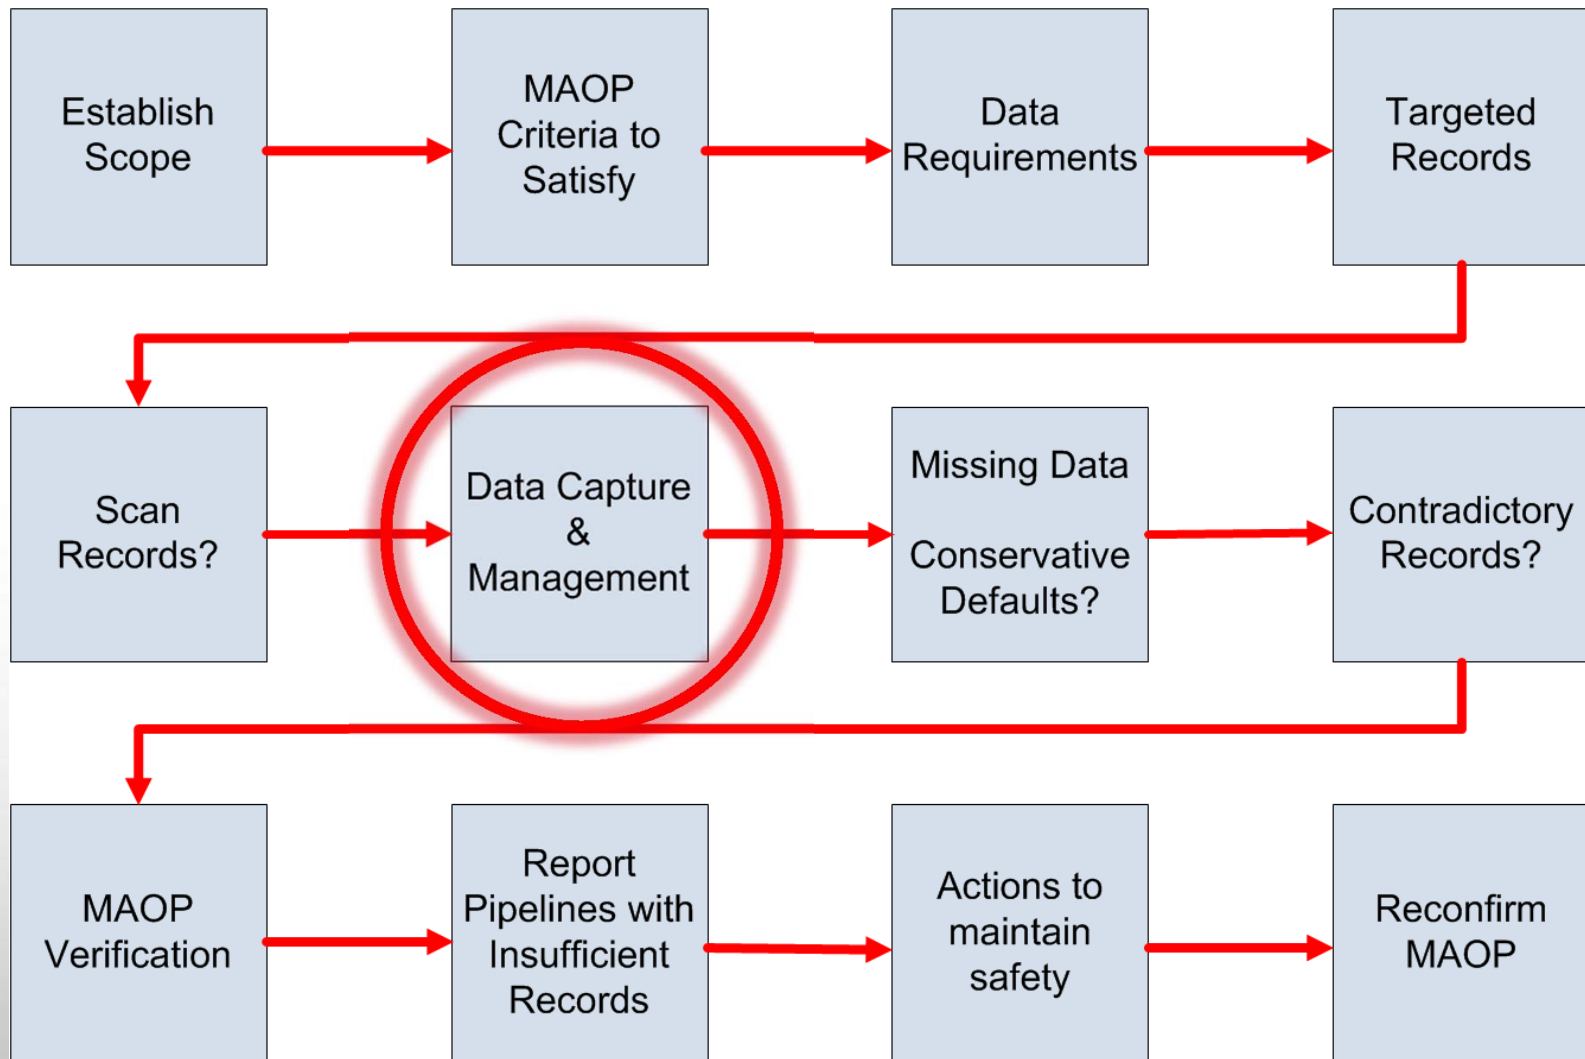 Establish
Scope
MAOP
Criteria to
Satisfy
Data
Requirements
Targeted
Records
Scan
Records?
Data Capture
&
Management
Missing Data
Conservative
Defaults?
Contradictory
Records?
MAOP
Verification
Report
Pipelines with
Insufficient
Records
Actions to
maintain
safety
Reconfirm
MAOP